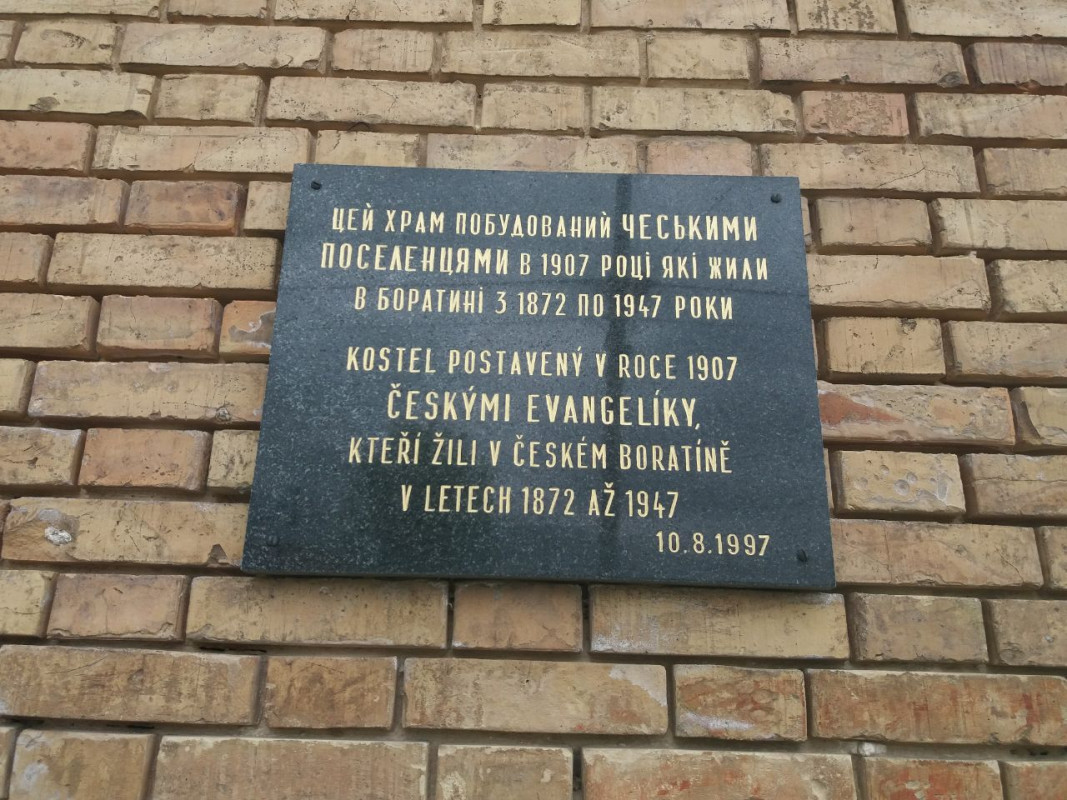 ЦЕЙ ХРАМ ПОБУДОВАНИЙ ЧЕСЬКИМИ
ПОСЕЛЕНЦЯМИ В 1907 РОЦІ ЯКІ ЖИЛИ
В БОРАТИНІ З 1872 ПО 1947 РОКИ
KOSTEL POSTAVENÝ V ROCE 1907
ČESKÝMI EVANGELÍKY,
KTEŘÍ ŽILI V ČESKÉM BORATÍNĚ
V LETECH 1872 AŽ 1947
10.8.1997